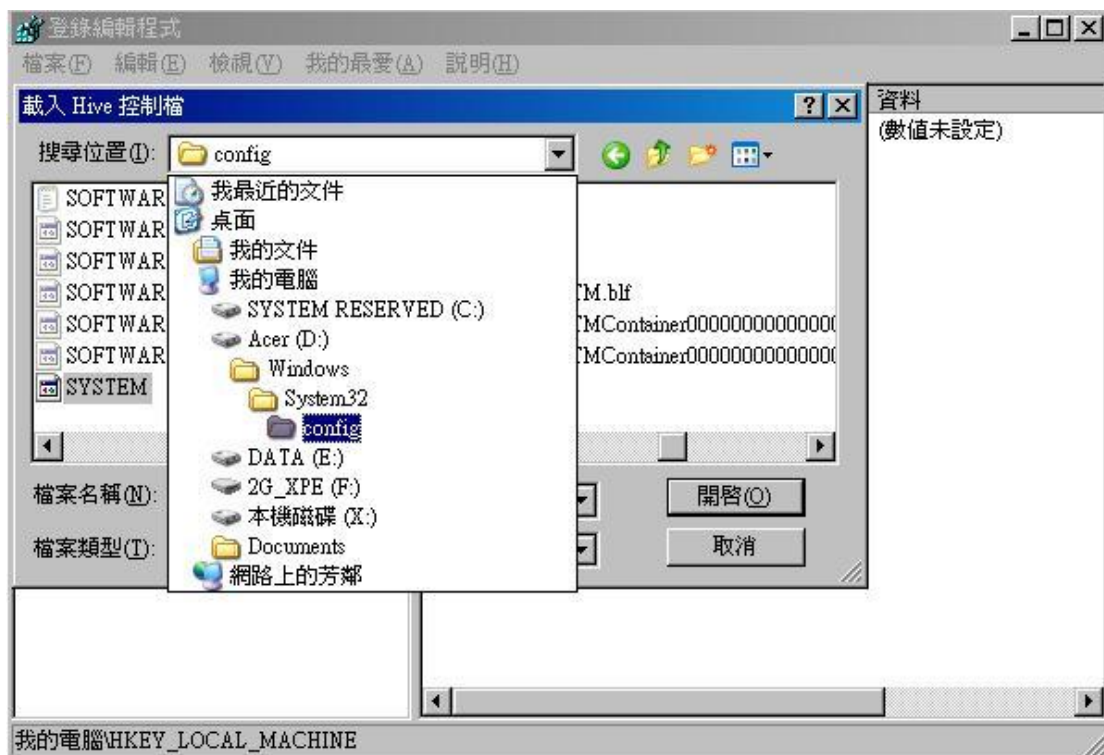 登錄編輯程式
檔案(F) 編輯(E) 檢視(V) 我的最愛(A) 說明(H)
載入 Hive 控制檔
資料
(數值未設定)
搜尋位置(I): config
我最近的文件
桌面
我的文件
我的電腦
SYSTEM RESERVED (C:)
Acer (D:)
Windows
System32
config
DATA (E:)
2G_XPE (F:)
本機磁碟 (X:)
Documents
網路上的芳鄰
SOFTWAR
SOFTWAR
SOFTWAR
SOFTWAR TM.blf
SOFTWAR TMContainer00000000000000
SOFTWAR TMContainer00000000000000
SYSTEM
檔案名稱(N): 開啓(O)
檔案類型(T): 取消
我的電腦\HKEY_LOCAL_MACHINE